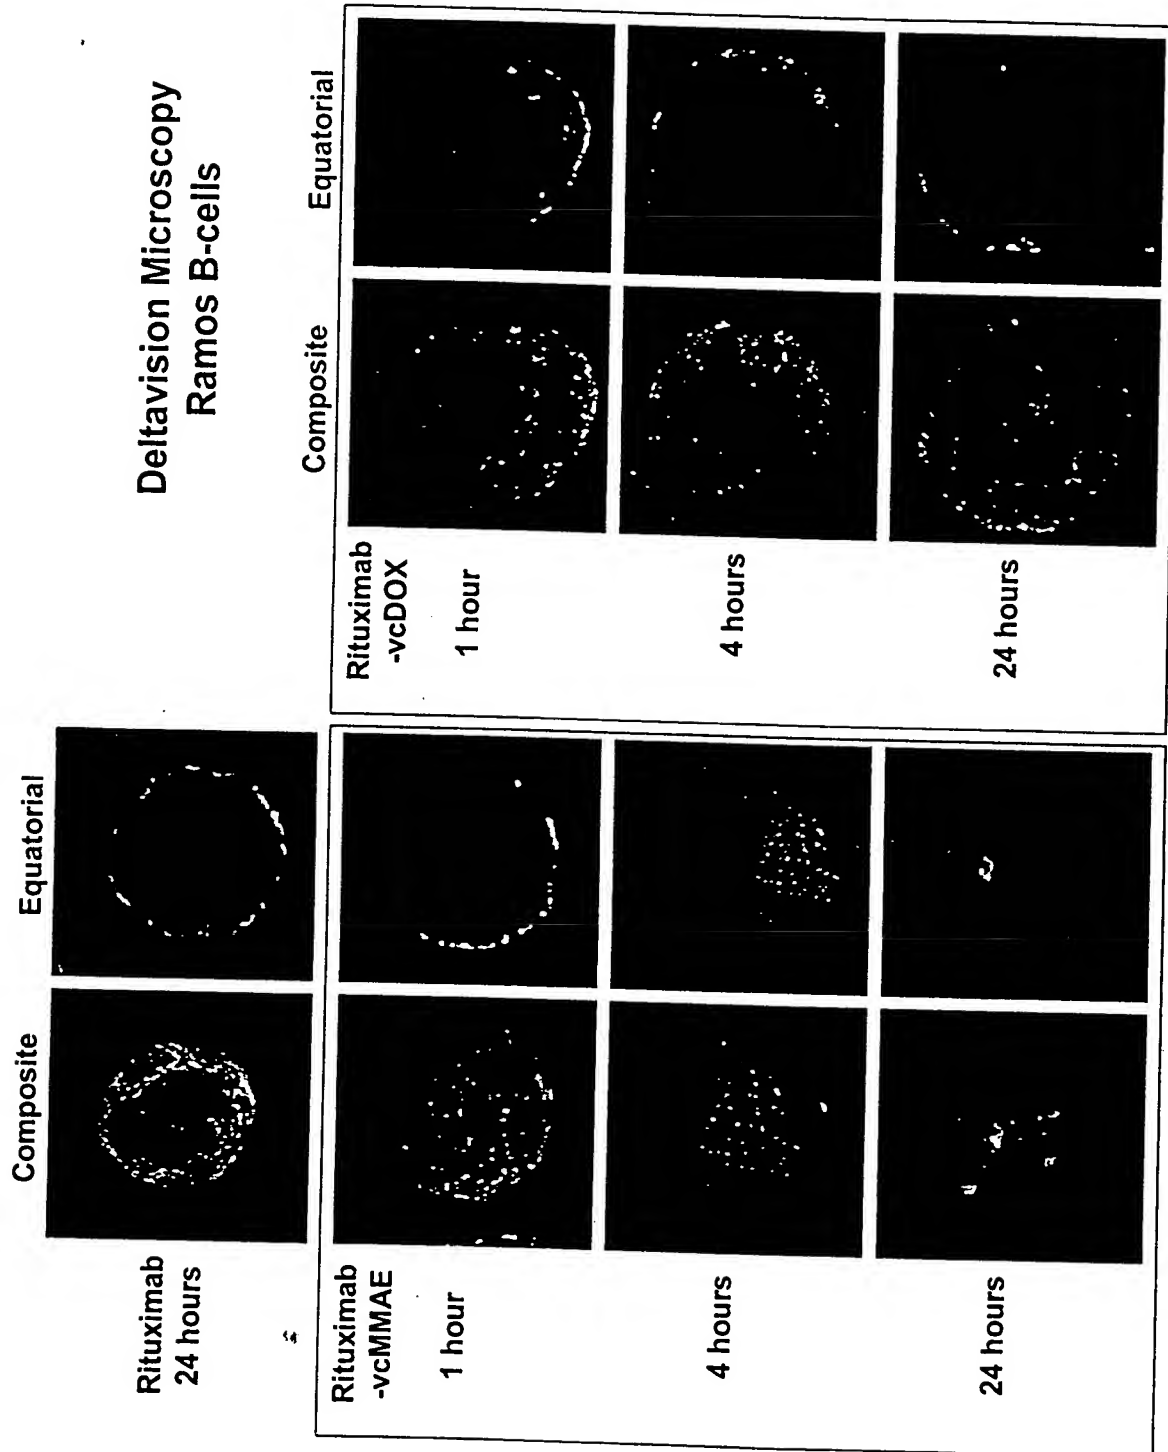 Deltavision Microscopy
Ramos B-cells
Composite
Equatorial
Rituximab
24 hours
Rituximab
-vcMMAE
1 hour
4 hours
24 hours
Composite
Equatorial
Rituximab
-vcDOX
1 hour
4 hours
24 hours